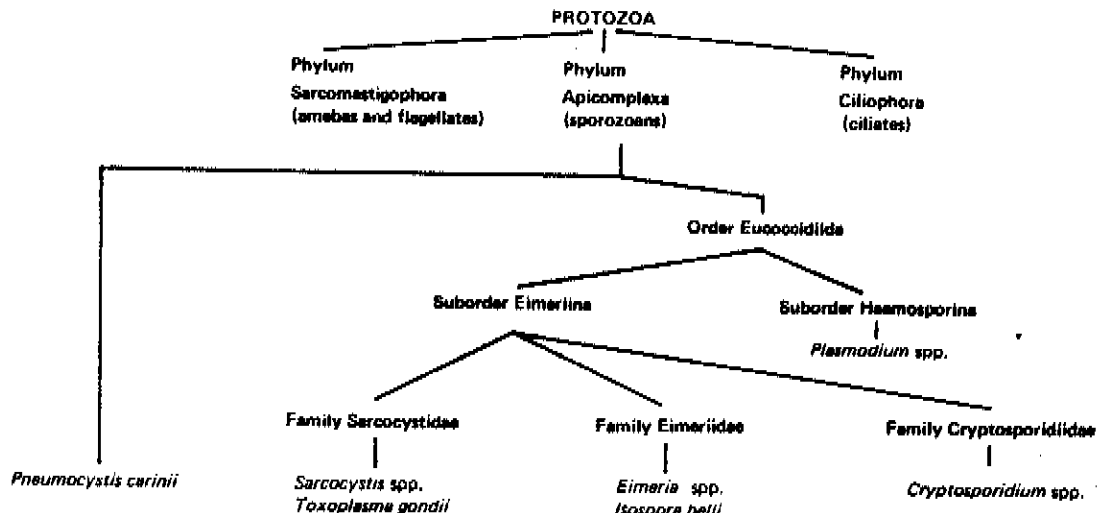 PROTOZOA
Phylum
Sarcomastigophora
(amebas and flagellates)
Phylum
Apicomplexa
(sporozoans)
Phylum
Ciliophora
(ciliates)
Order Eucoccidiida
Suborder Eimeriina
Suborder Haemosporina
Plasmodium spp.
Family Sarcocystidae
Family Eimeriidae
Family Cryptosporidiidae
Pneumocystis carinii
Sarcocystis spp.
Toxoplasma gondii
Eimeria spp.
Isospora belli
Cryptosporidium spp.